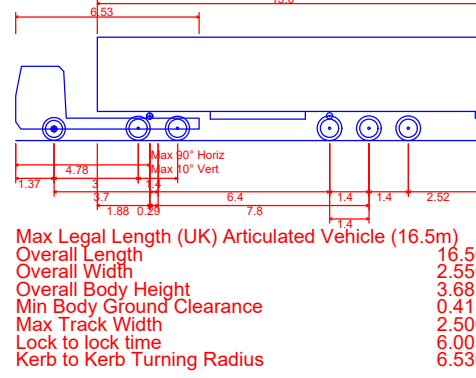 6.53
Max 90° Horiz
4.78
Max 10° Vert
1.37
3
1.4
3.7
6.4
1.4
1.4
2.52
1.88
0.29
7.8
1.4
Max Legal Length (UK) Articulated Vehicle (16.5m)
Overall Length 16.5
Overall Width 2.55
Overall Body Height 3.68
Min Body Ground Clearance 0.41
Max Track Width 2.50
Lock to lock time 6.00
Kerb to Kerb Turning Radius 6.53